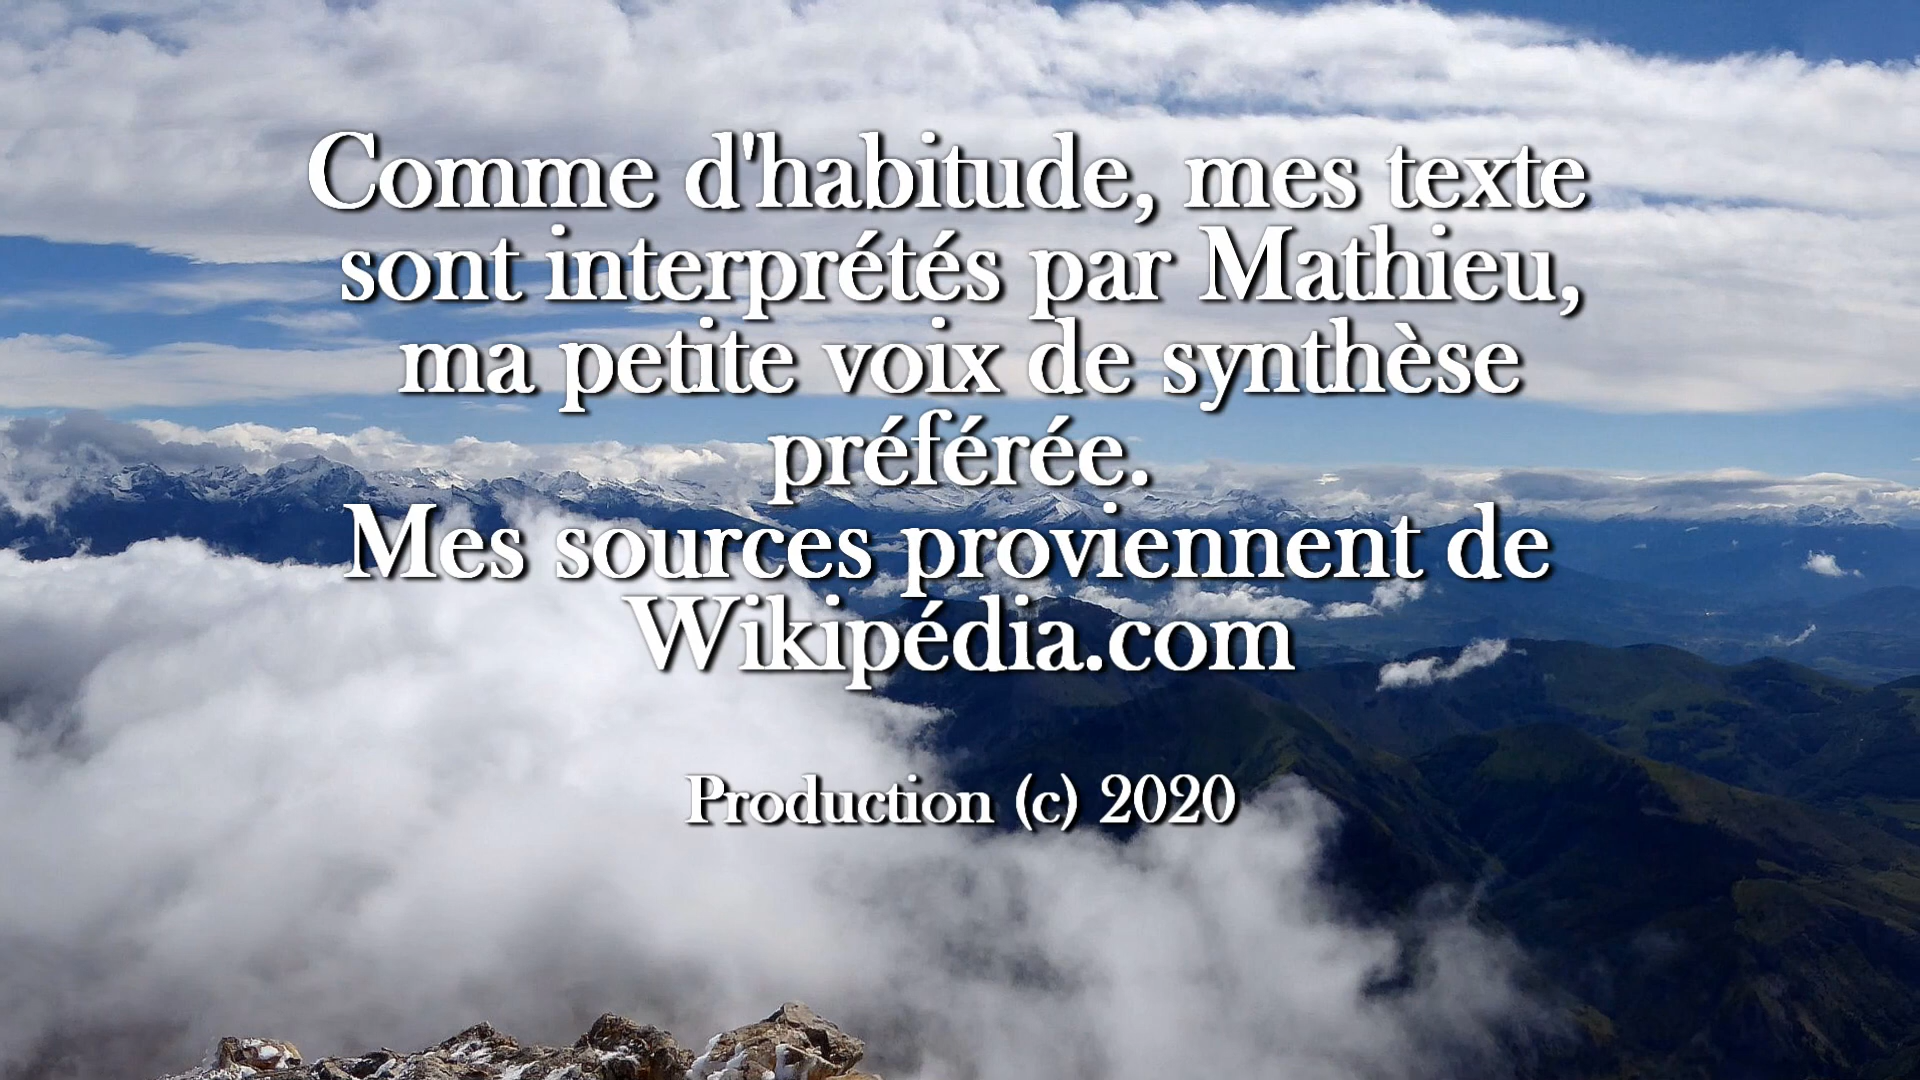 Comme d'habitude, mes texte
sont interprétés par Mathieu,
ma petite voix de synthèse
préférée.
Mes sources proviennent de
Wikipédia.com
Production (c) 2020